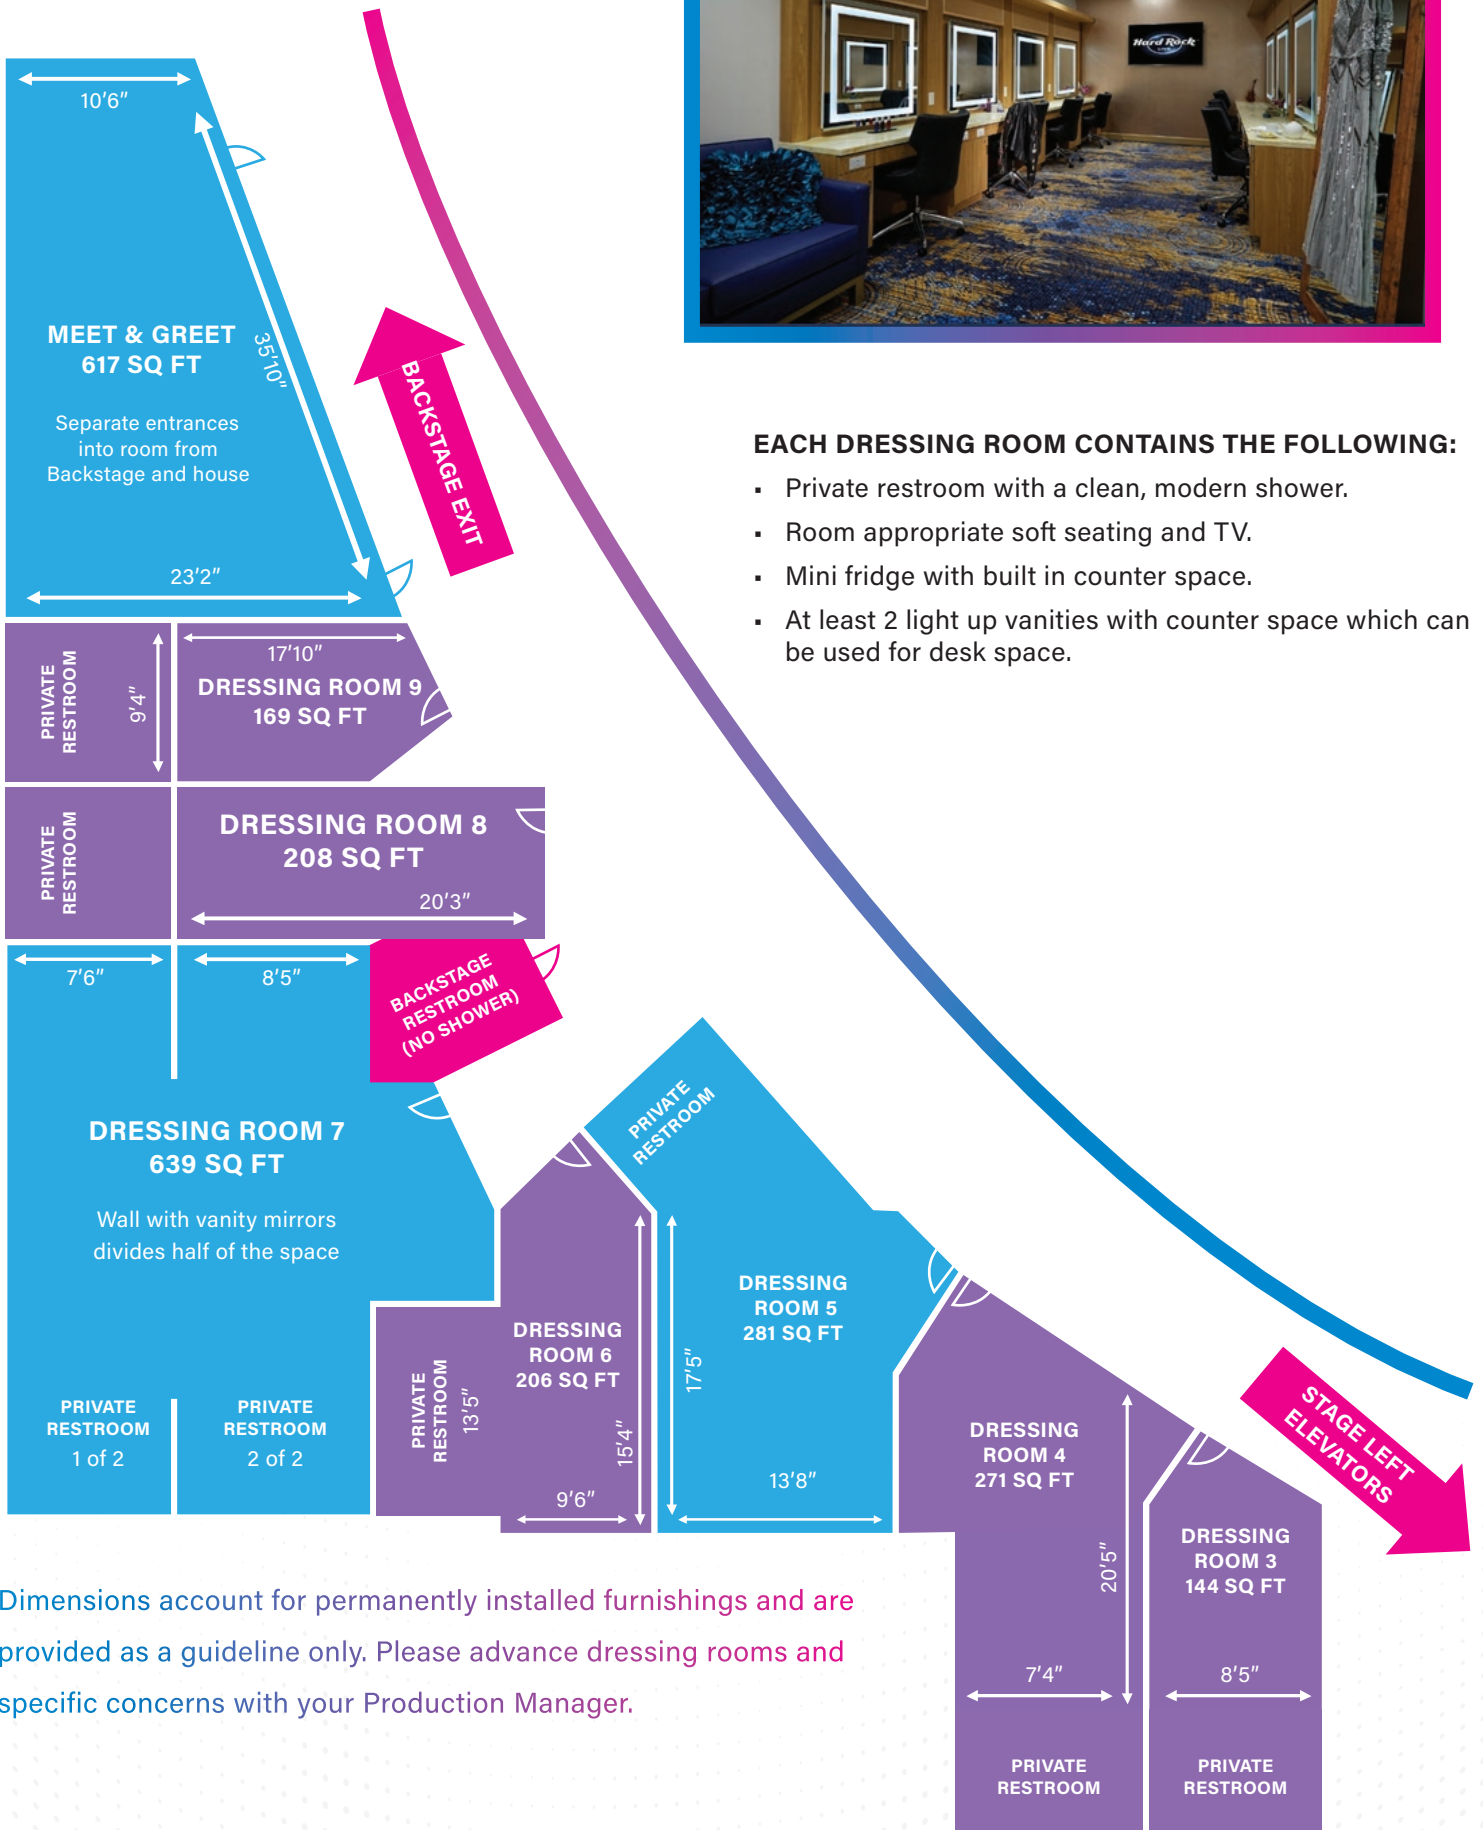 Hard Rock
LIVE
10'6"
35'10"
MEET & GREET
617 SQ FT
Separate entrances
into room from
Backstage and house
23'2"
BACKSTAGE EXIT
EACH DRESSING ROOM CONTAINS THE FOLLOWING:
▪ Private restroom with a clean, modern shower.
▪ Room appropriate soft seating and TV.
▪ Mini fridge with built in counter space.
▪ At least 2 light up vanities with counter space which can
be used for desk space.
PRIVATE
RESTROOM
9'4"
17'10"
DRESSING ROOM 9
169 SQ FT
PRIVATE
RESTROOM
DRESSING ROOM 8
208 SQ FT
20'3"
7'6"
8'5"
BACKSTAGE
RESTROOM
(NO SHOWER)
DRESSING ROOM 7
639 SQ FT
Wall with vanity mirrors
divides half of the space
PRIVATE
RESTROOM
1 of 2
PRIVATE
RESTROOM
2 of 2
PRIVATE
RESTROOM
13'5"
DRESSING
ROOM 6
206 SQ FT
15'4"
9'6"
PRIVATE
RESTROOM
DRESSING
ROOM 5
281 SQ FT
17'5"
13'8"
DRESSING
ROOM 4
271 SQ FT
20'5"
7'4"
PRIVATE
RESTROOM
DRESSING
ROOM 3
144 SQ FT
8'5"
PRIVATE
RESTROOM
STAGE LEFT
ELEVATORS
Dimensions account for permanently installed furnishings and are
provided as a guideline only. Please advance dressing rooms and
specific concerns with your Production Manager.